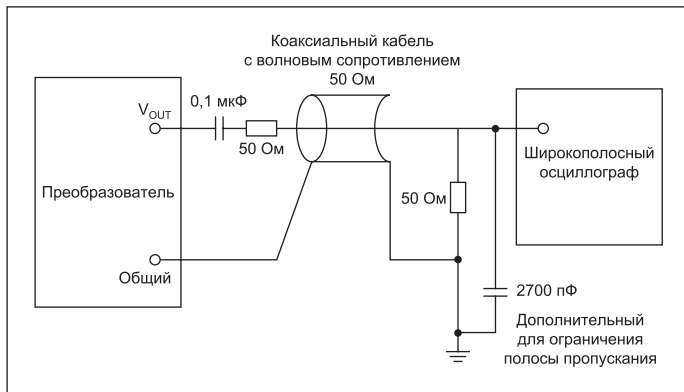 Коаксиальный кабель
с волновым сопротивлением
50 Ом
V_OUT
0,1 мкФ
50 Ом
Преобразователь
Общий
50 Ом
Широкополосный
осциллограф
2700 пФ
Дополнительный
для ограничения
полосы пропускания